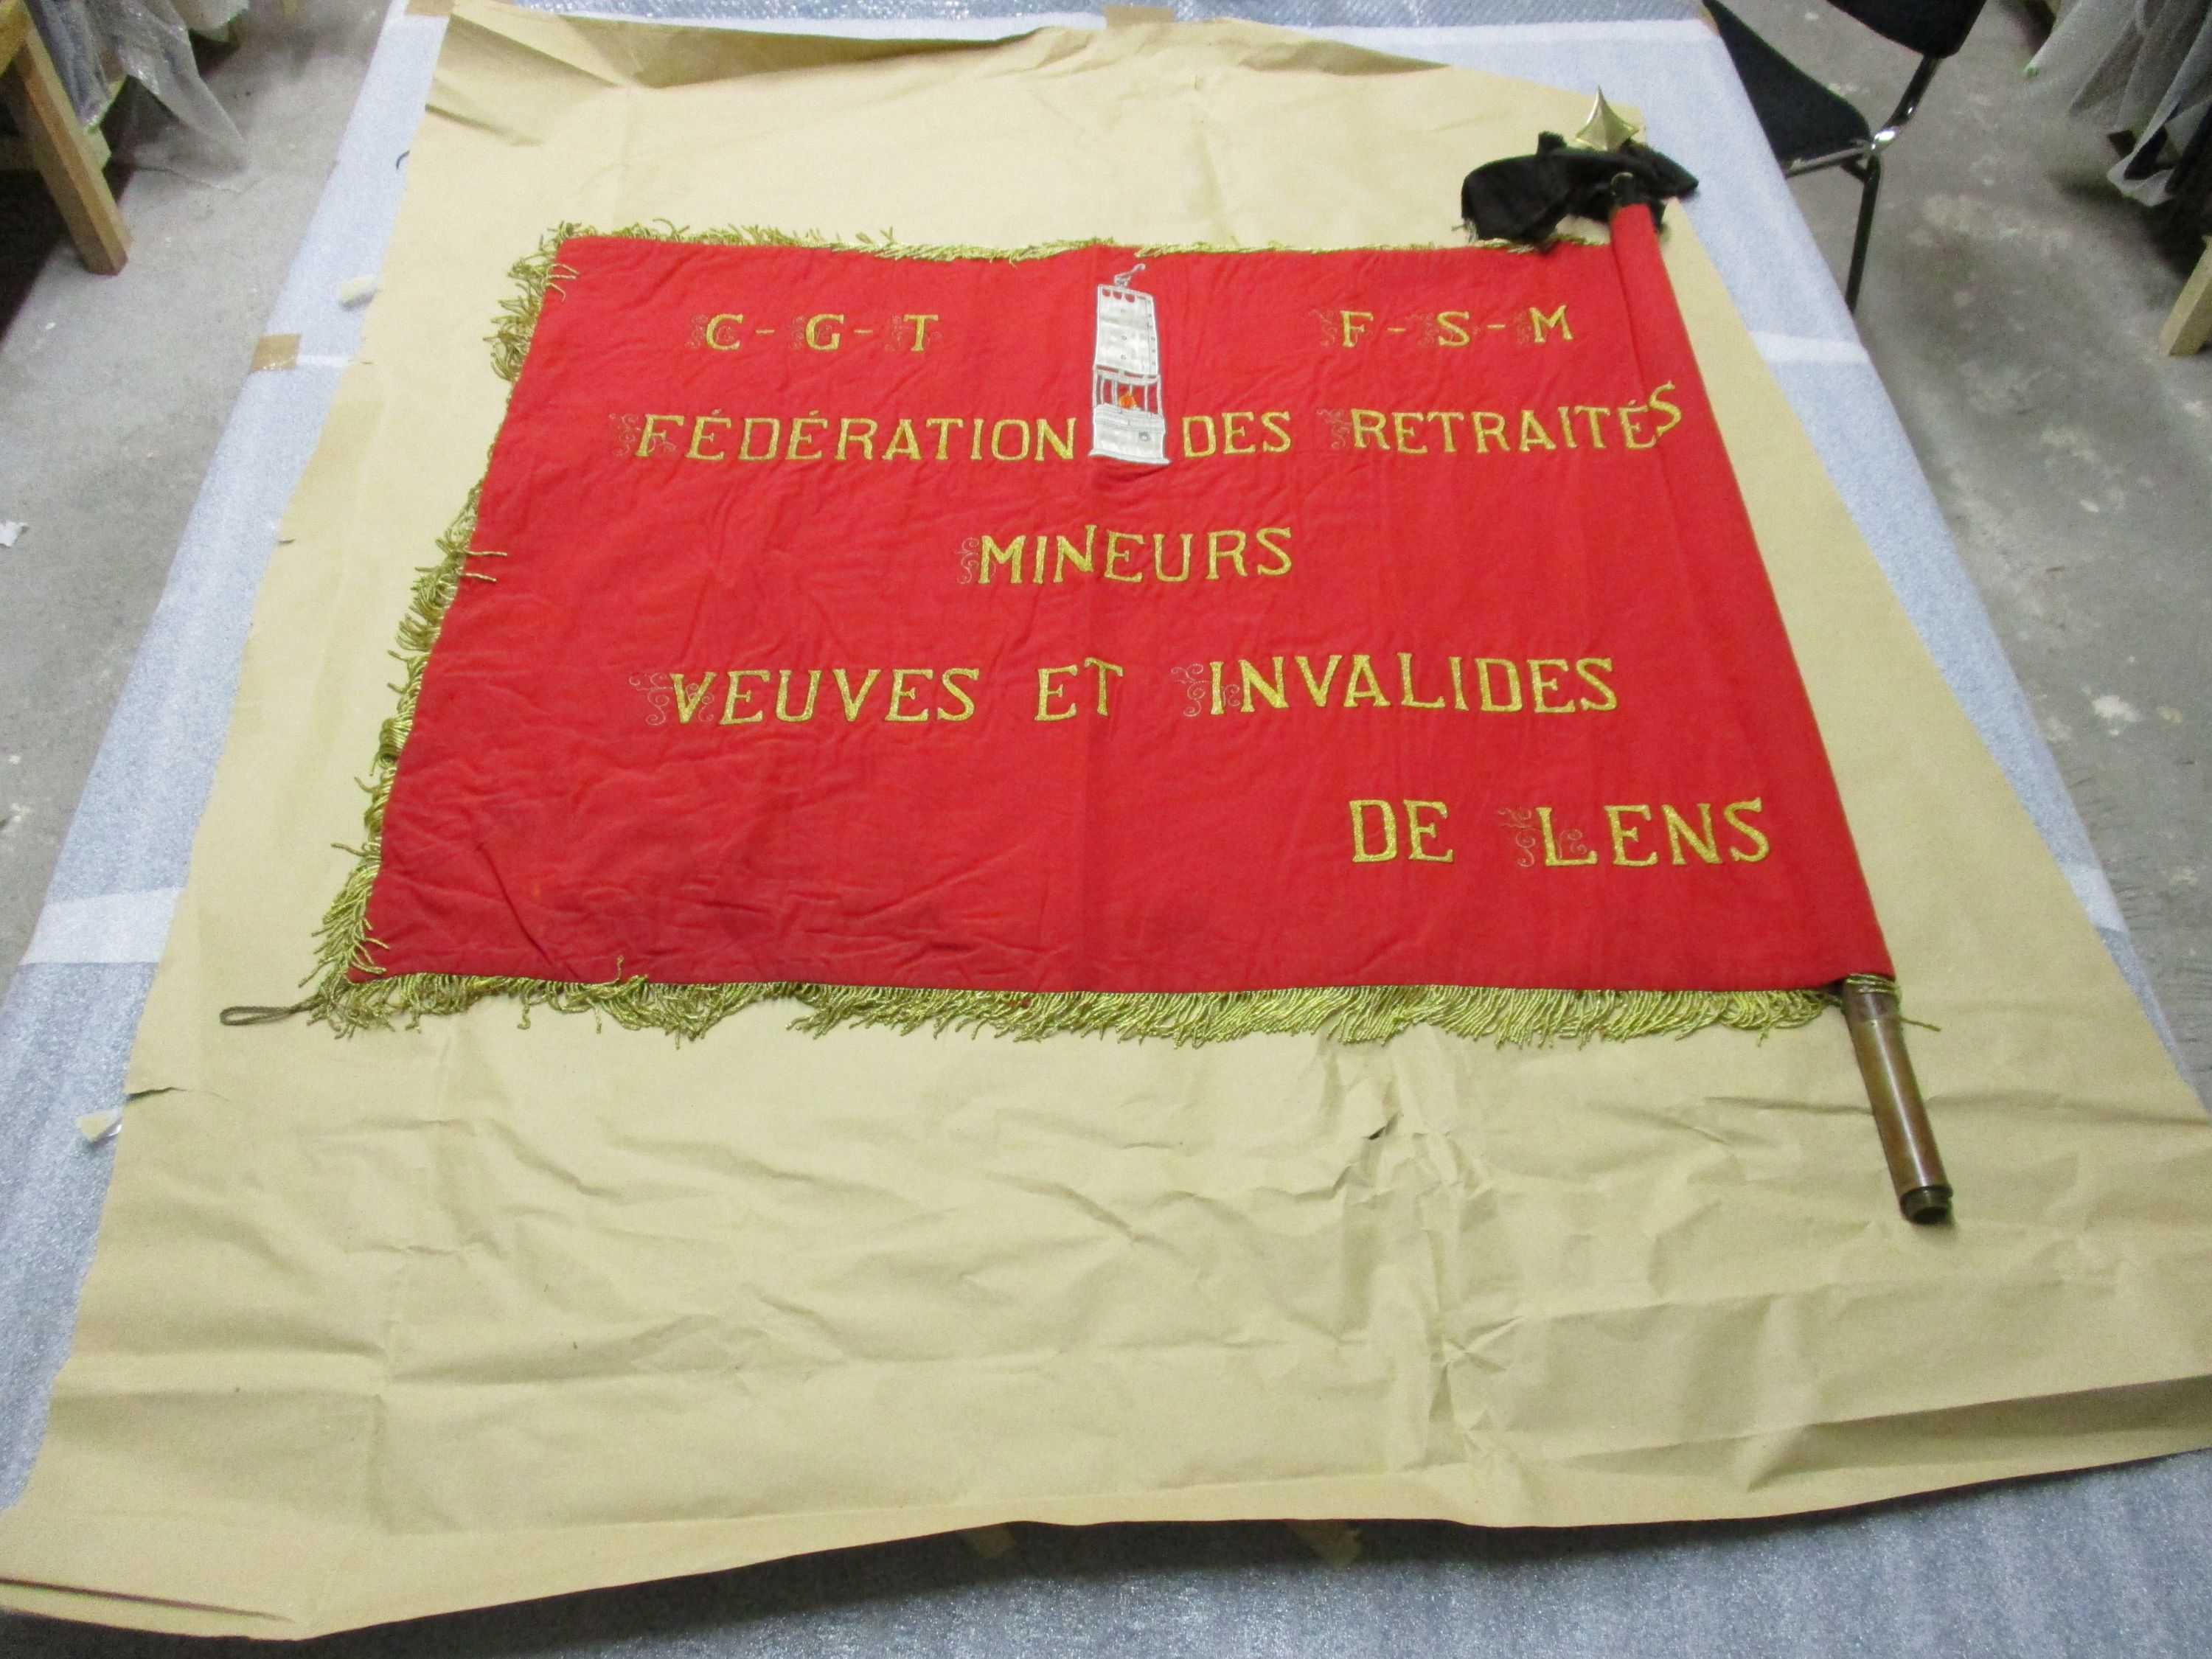 C-G-T F-S-M
FÉDÉRATION DES RETRAITÉS
MINEURS
VEUVES ET INVALIDES
DE LENS